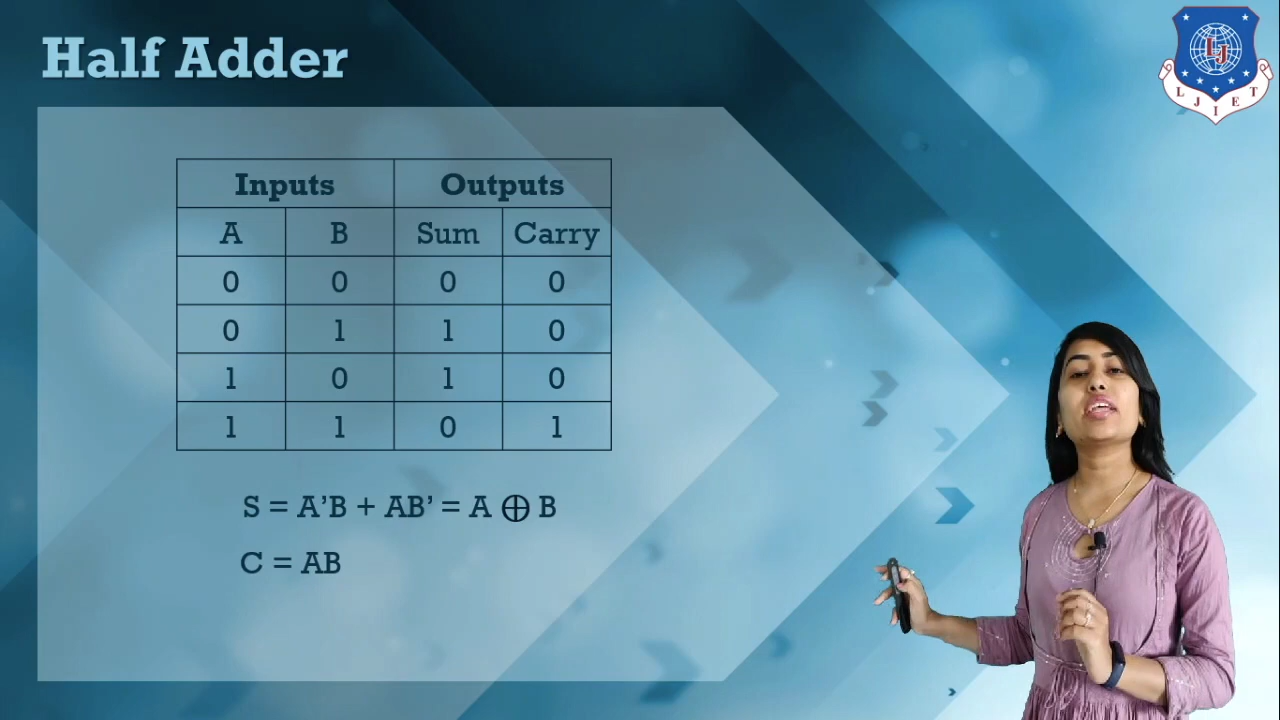 Half Adder
LJ
L J I E T
Inputs Outputs
A B Sum Carry
0 0 0 0
0 1 1 0
1 0 1 0
1 1 0 1
S = A’B + AB’ = A ⊕ B
C = AB